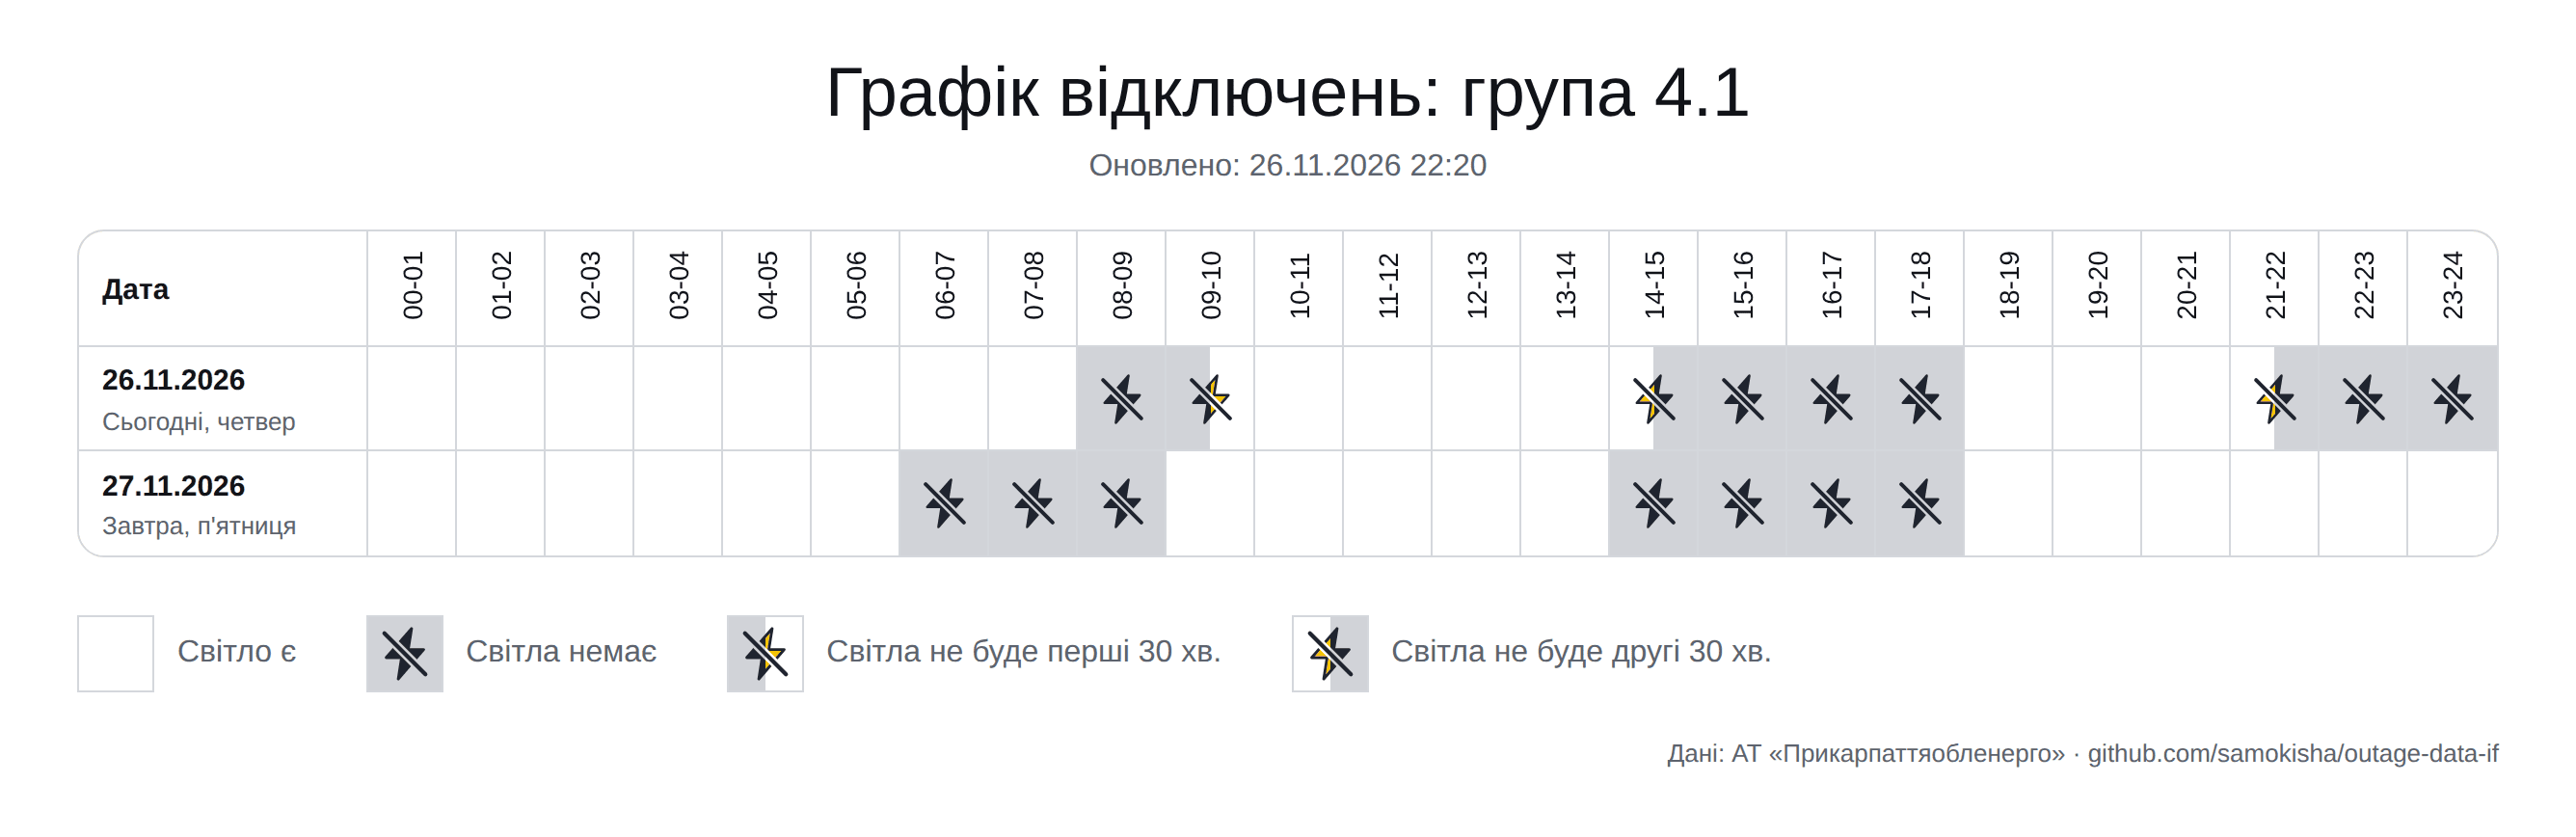 Графік відключень: група 4.1
Оновлено: 26.11.2026 22:20
Дата 00-01 01-02 02-03 03-04 04-05 05-06 06-07 07-08 08-09 09-10 10-11 11-12 12-13 13-14 14-15 15-16 16-17 17-18 18-19 19-20 20-21 21-22 22-23 23-24
26.11.2026
Сьогодні, четвер
27.11.2026
Завтра, п'ятниця
Світло є Світла немає Світла не буде перші 30 хв. Світла не буде другі 30 хв.
Дані: АТ «Прикарпаттяобленерго» · github.com/samokisha/outage-data-if